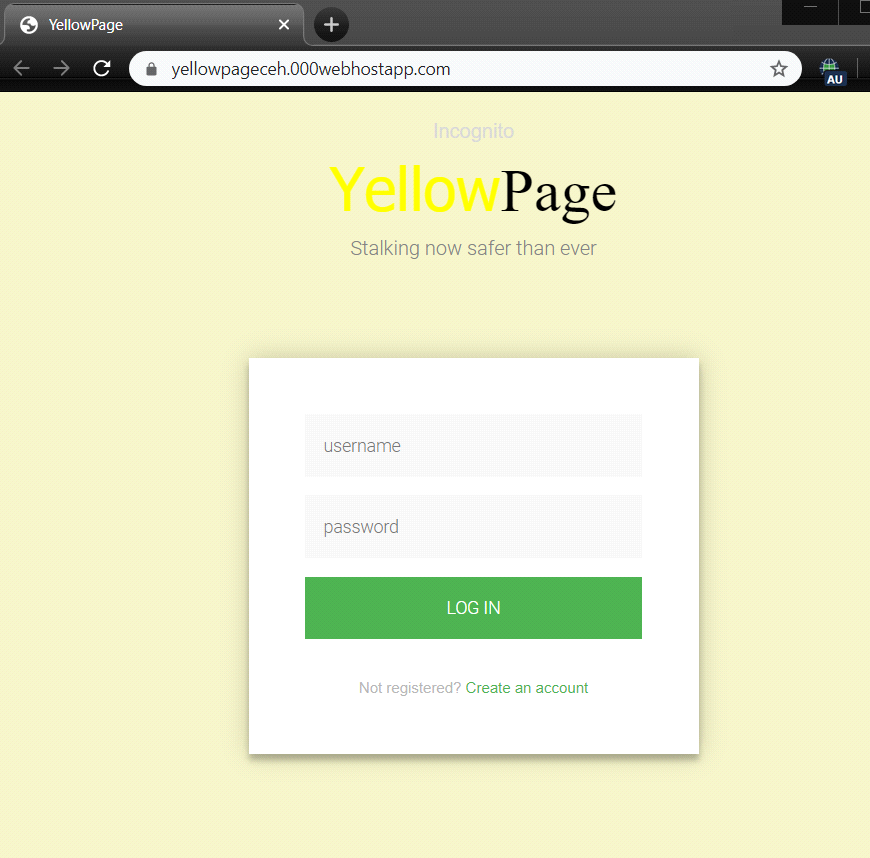 YellowPage
yellowpageceh.000webhostapp.com
AU
Incognito
YellowPage
Stalking now safer than ever
username
password
LOG IN
Not registered? Create an account